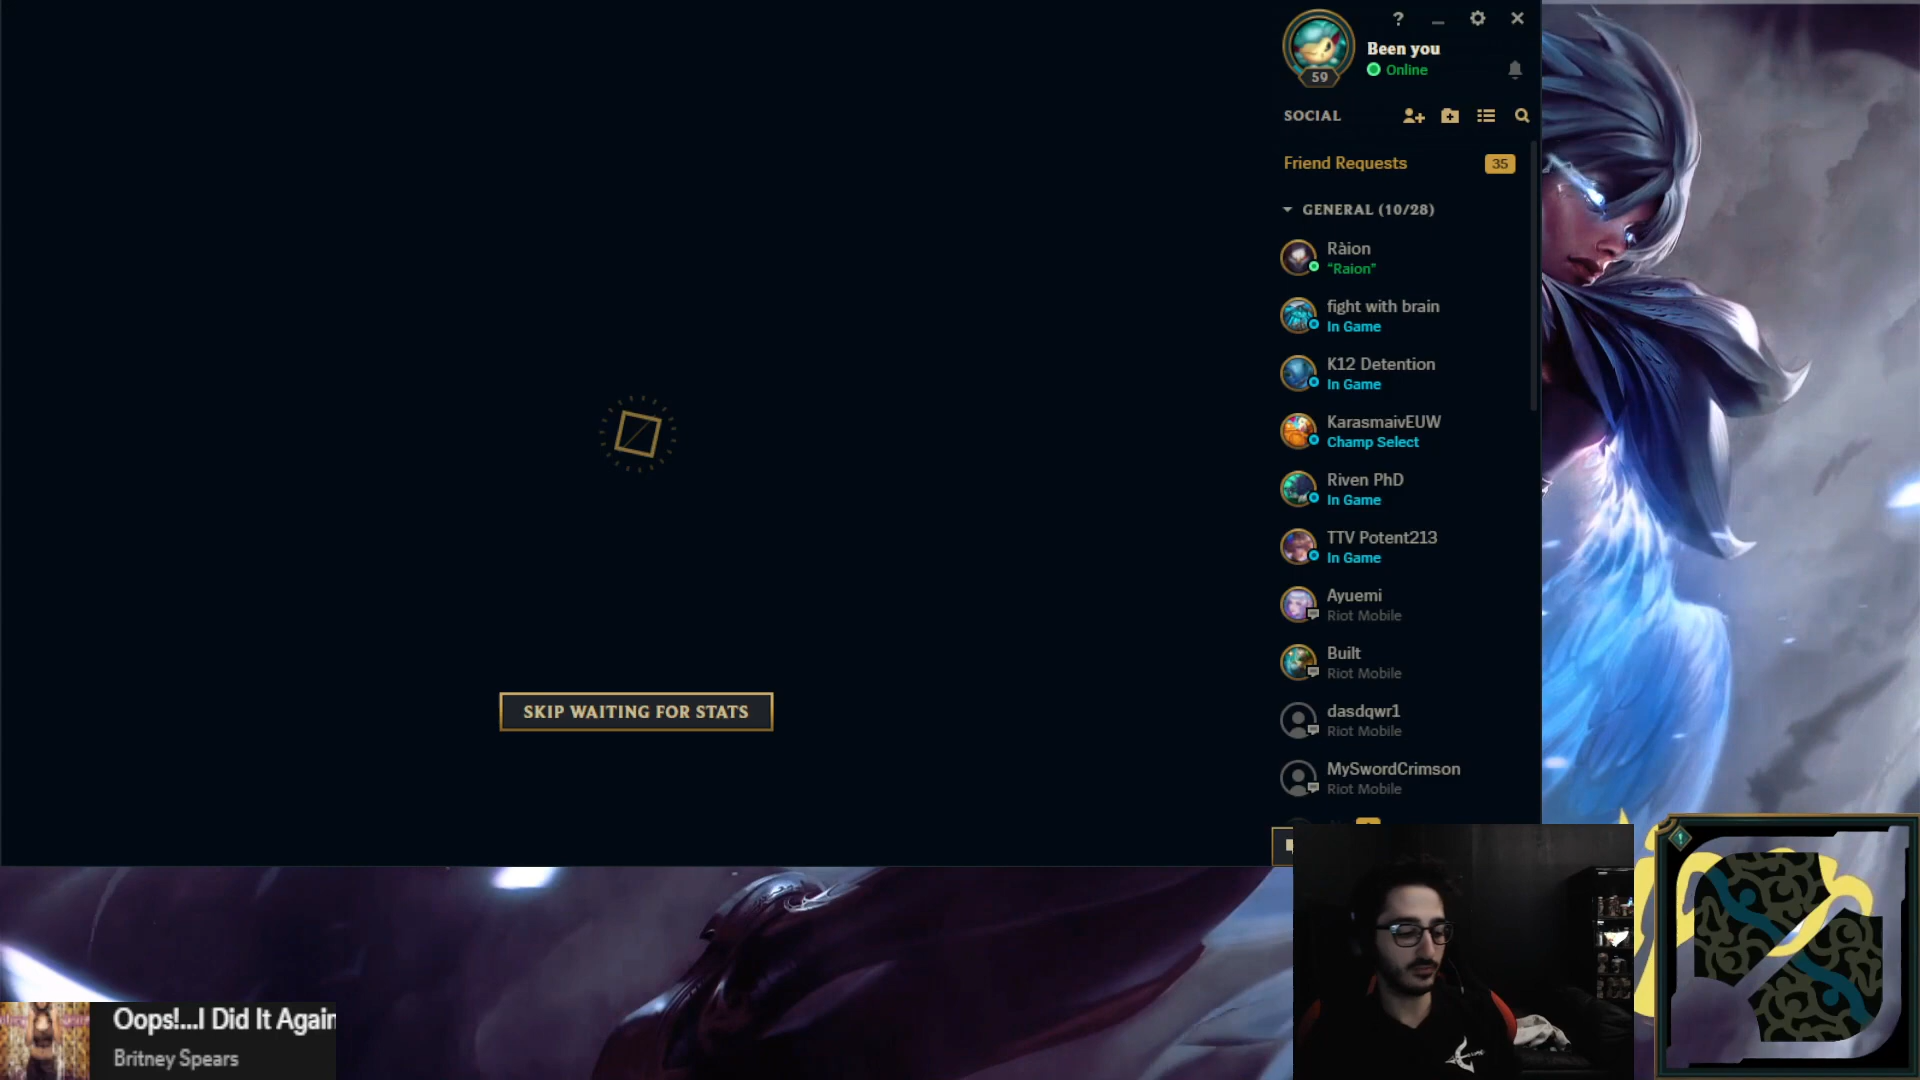 ?
Been you
Online
59
SOCIAL
Friend Requests
35
GENERAL (10/28)
Ràion
"Raion"
fight with brain
In Game
K12 Detention
In Game
KarasmaivEUW
Champ Select
Riven PhD
In Game
TTV Potent213
In Game
Ayuemi
Riot Mobile
Built
Riot Mobile
dasdqwr1
Riot Mobile
MySwordCrimson
Riot Mobile
SKIP WAITING FOR STATS
Oops!...I Did It Again
Britney Spears